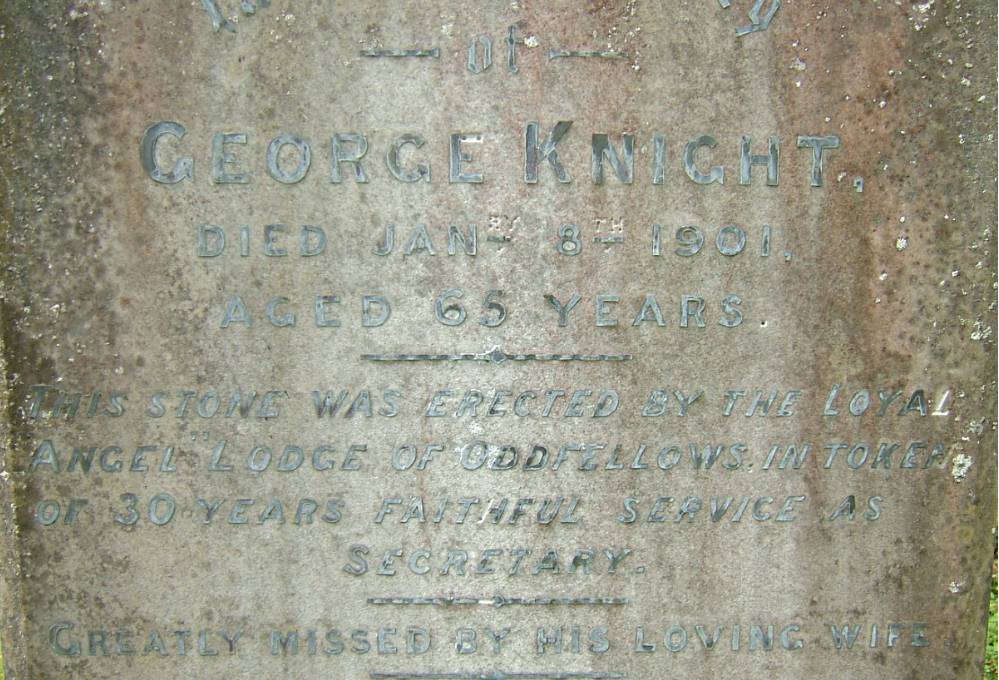 of
GEORGE KNIGHT,
DIED JANRY 8TH 1901,
AGED 65 YEARS.
THIS STONE WAS ERECTED BY THE LOYAL
ANGEL" LODGE OF ODDFELLOWS. IN TOKEN
OF 30 YEARS FAITHFUL SERVICE AS
SECRETARY.
GREATLY MISSED BY HIS LOVING WIFE.